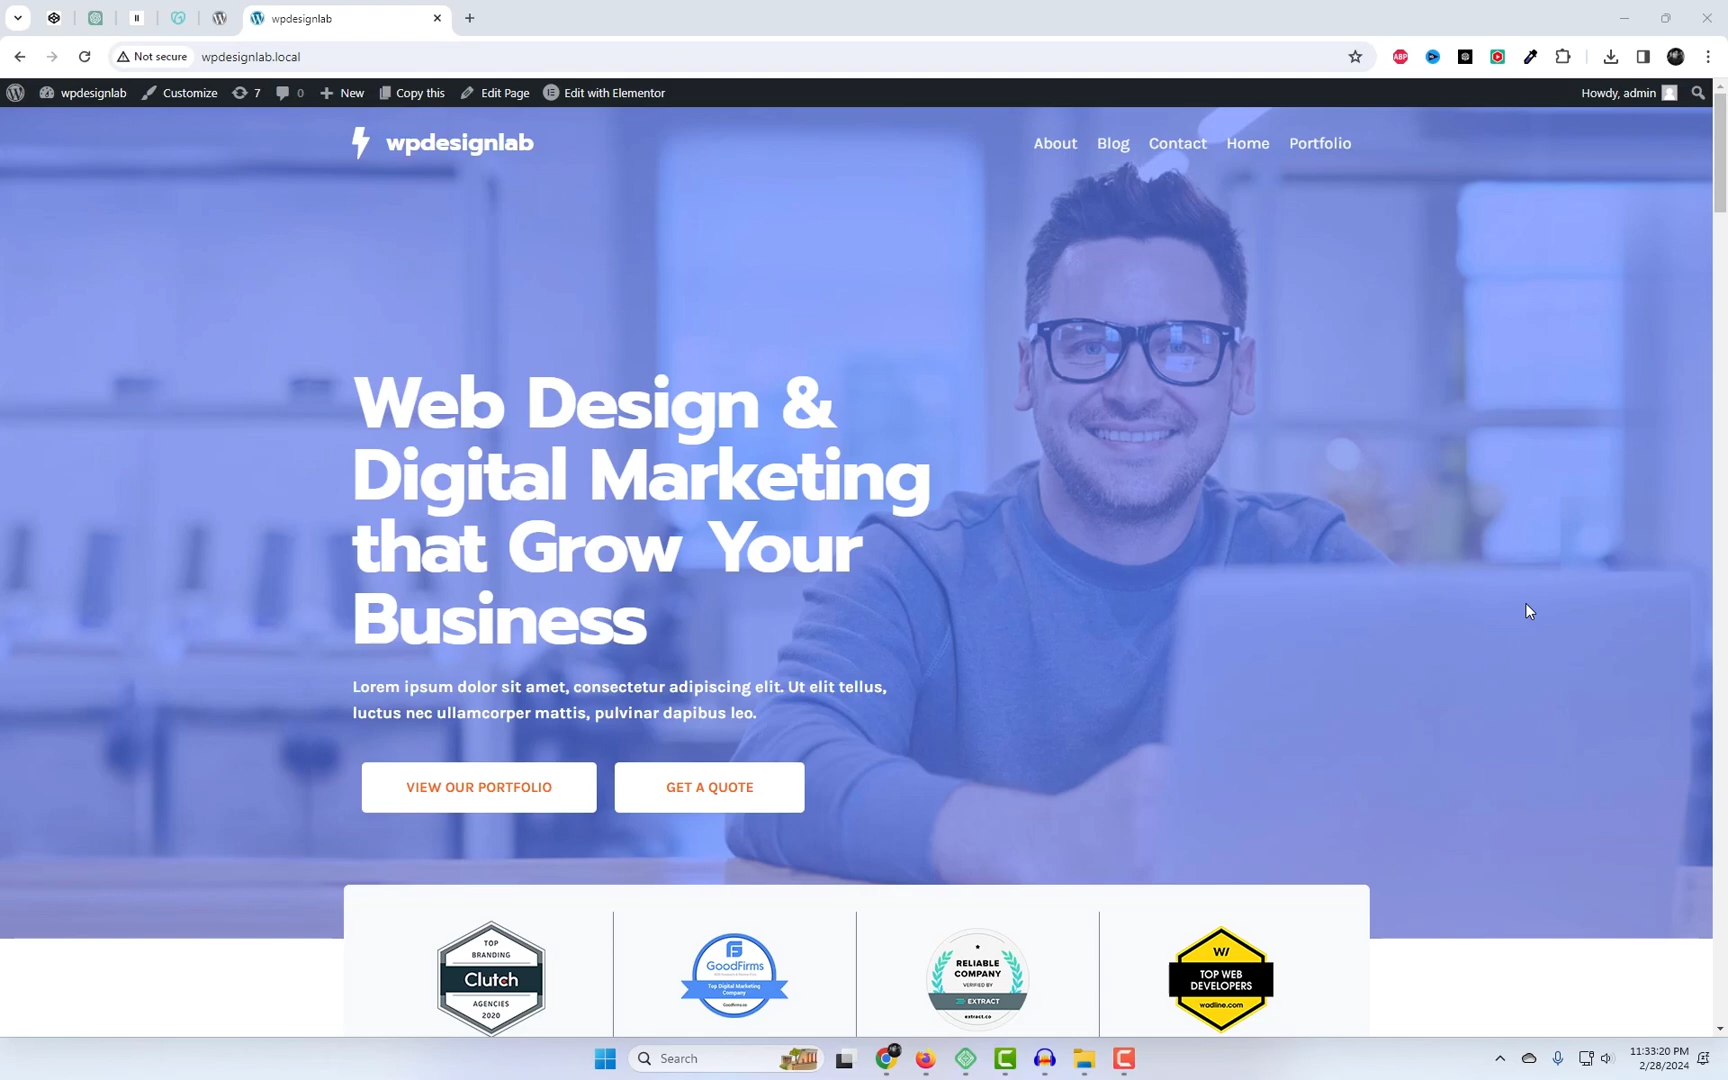 wpdesignlab
Not secure
wpdesignlab.local
ABP
wpdesignlab
Customize
7
0
New
Copy this
Edit Page
Edit with Elementor
Howdy, admin
wpdesignlab
About
Blog
Contact
Home
Portfolio
Web Design &
Digital Marketing
that Grow Your
Business
Lorem ipsum dolor sit amet, consectetur adipiscing elit. Ut elit tellus,
luctus nec ullamcorper mattis, pulvinar dapibus leo.
VIEW OUR PORTFOLIO
GET A QUOTE
TOP
BRANDING
Clutch
AGENCIES
2020
GoodFirms
Top Digital Marketing
Company
Goodfirms.co
RELIABLE
COMPANY
VERIFIED BY
EXTRACT
extract.co
W/
TOP WEB
DEVELOPERS
wadline.com
Search
11:33:20 PM
2/28/2024